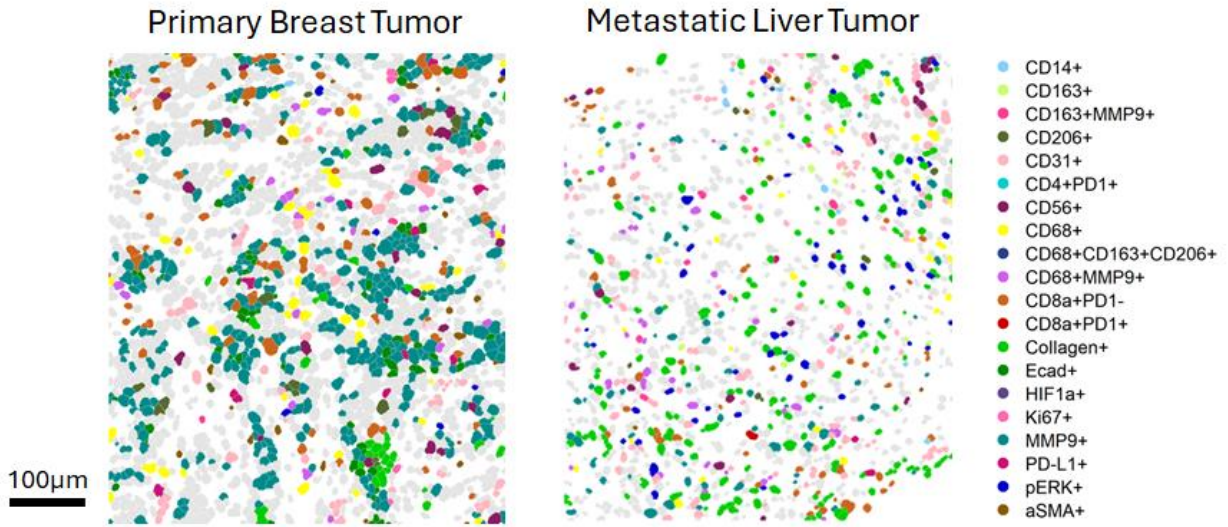 Primary Breast Tumor
Metastatic Liver Tumor
CD14+
CD163+
CD163+MMP9+
CD206+
CD31+
CD4+PD1+
CD56+
CD68+
CD68+CD163+CD206+
CD68+MMP9+
CD8a+PD1-
CD8a+PD1+
Collagen+
Ecad+
HIF1a+
Ki67+
MMP9+
PD-L1+
pERK+
aSMA+
100µm